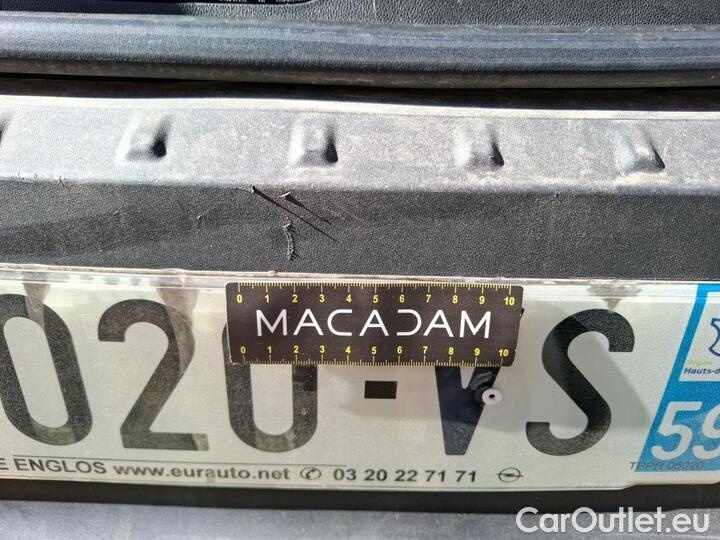 0 1 2 3 4 5 6 7 8 9 10
MACADAM
0 1 2 3 4 5 6 7 8 9 10
020-VS
Hauts-d
59
E ENGLOS www.eurauto.net ✆ 03 20 22 71 71
TPPR 05020
CarOutlet.eu